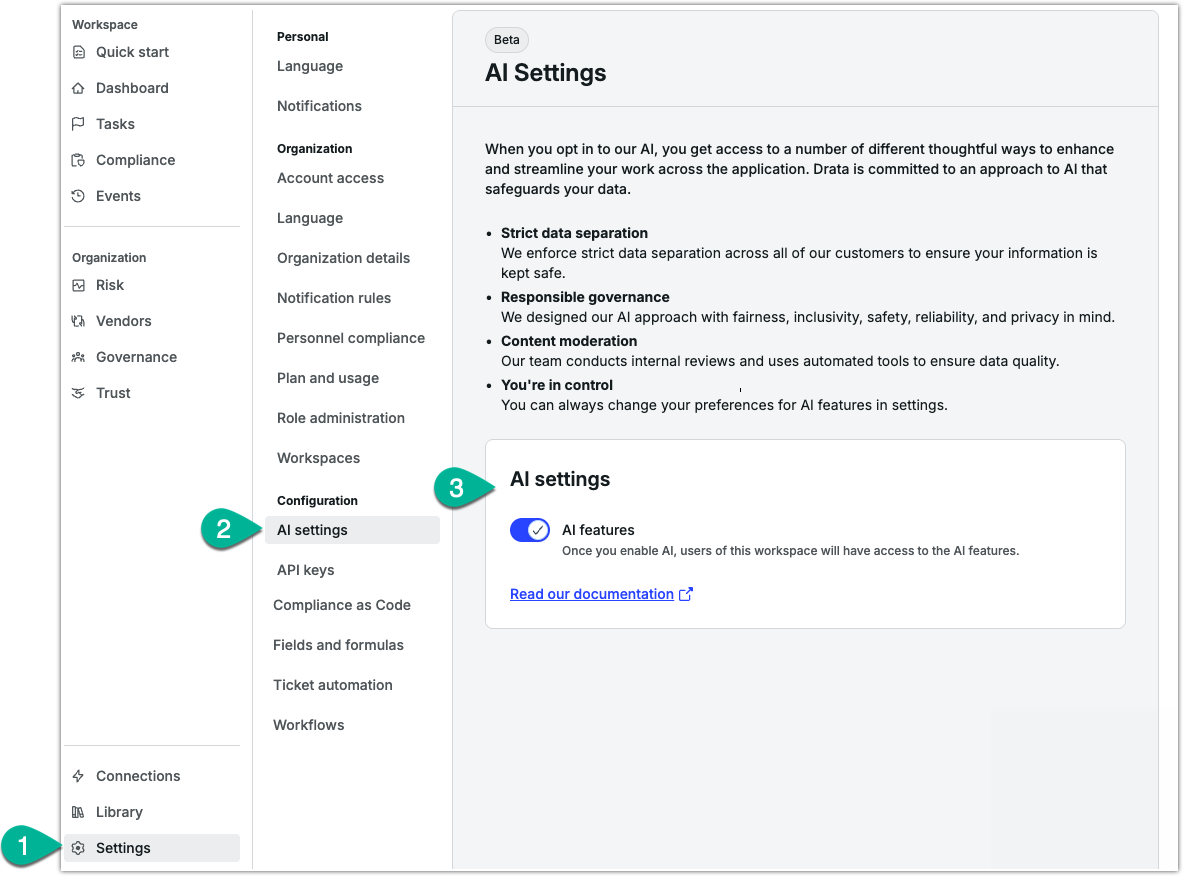 Workspace
Quick start
Dashboard
Tasks
Compliance
Events
Organization
Risk
Vendors
Governance
Trust
Connections
Library
1
Settings
Personal
Language
Notifications
Organization
Account access
Language
Organization details
Notification rules
Personnel compliance
Plan and usage
Role administration
Workspaces
Configuration
2
AI settings
API keys
Compliance as Code
Fields and formulas
Ticket automation
Workflows
Beta
AI Settings
When you opt in to our AI, you get access to a number of different thoughtful ways to enhance
and streamline your work across the application. Drata is committed to an approach to AI that
safeguards your data.
• Strict data separation
We enforce strict data separation across all of our customers to ensure your information is
kept safe.
• Responsible governance
We designed our AI approach with fairness, inclusivity, safety, reliability, and privacy in mind.
• Content moderation
Our team conducts internal reviews and uses automated tools to ensure data quality.
• You're in control
You can always change your preferences for AI features in settings.
3
AI settings
AI features
Once you enable AI, users of this workspace will have access to the AI features.
Read our documentation